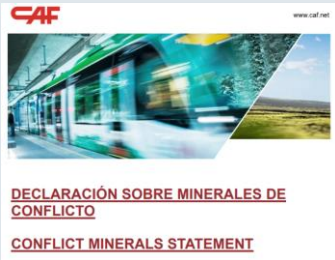 CAF
www.caf.net
DECLARACIÓN SOBRE MINERALES DE
CONFLICTO
CONFLICT MINERALS STATEMENT